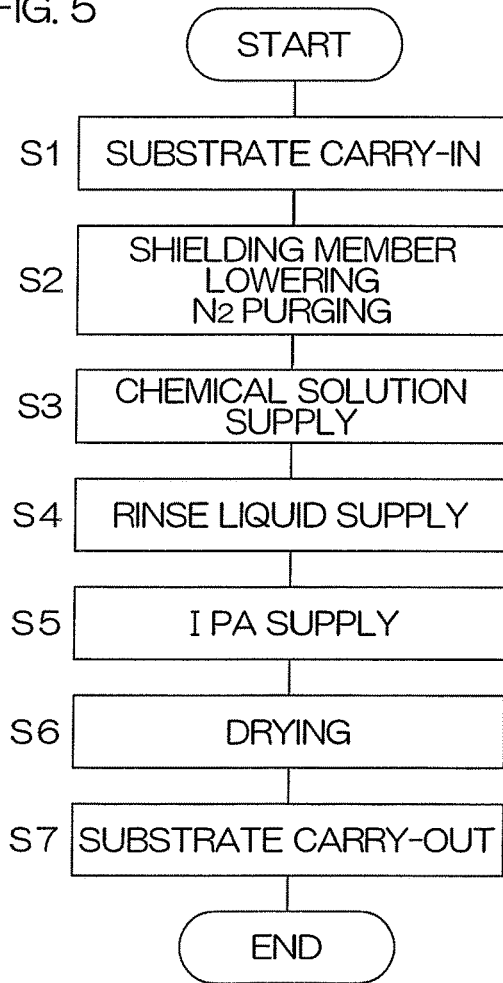 FIG. 5
START
S1 SUBSTRATE CARRY-IN
S2 SHIELDING MEMBER
LOWERING
N2 PURGING
S3 CHEMICAL SOLUTION
SUPPLY
S4 RINSE LIQUID SUPPLY
S5 IPA SUPPLY
S6 DRYING
S7 SUBSTRATE CARRY-OUT
END